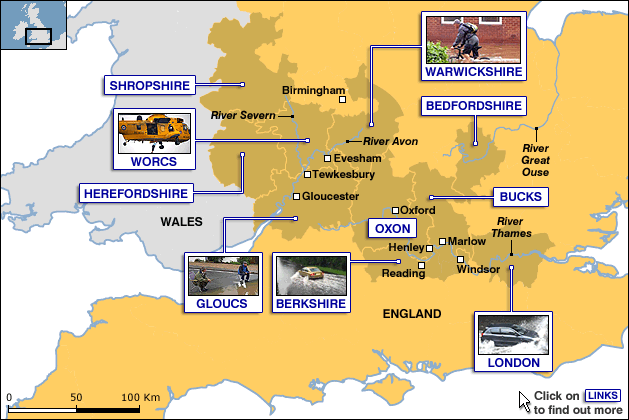 WARWICKSHIRE
SHROPSHIRE
Birmingham
BEDFORDSHIRE
River Severn
River Avon
WORCS
Evesham
River
Great
Ouse
Tewkesbury
HEREFORDSHIRE
Gloucester
BUCKS
WALES
Oxford
OXON
River
Thames
Henley
Marlow
Reading
Windsor
GLOUCS
BERKSHIRE
ENGLAND
LONDON
0 50 100 Km
Click on LINKS
to find out more